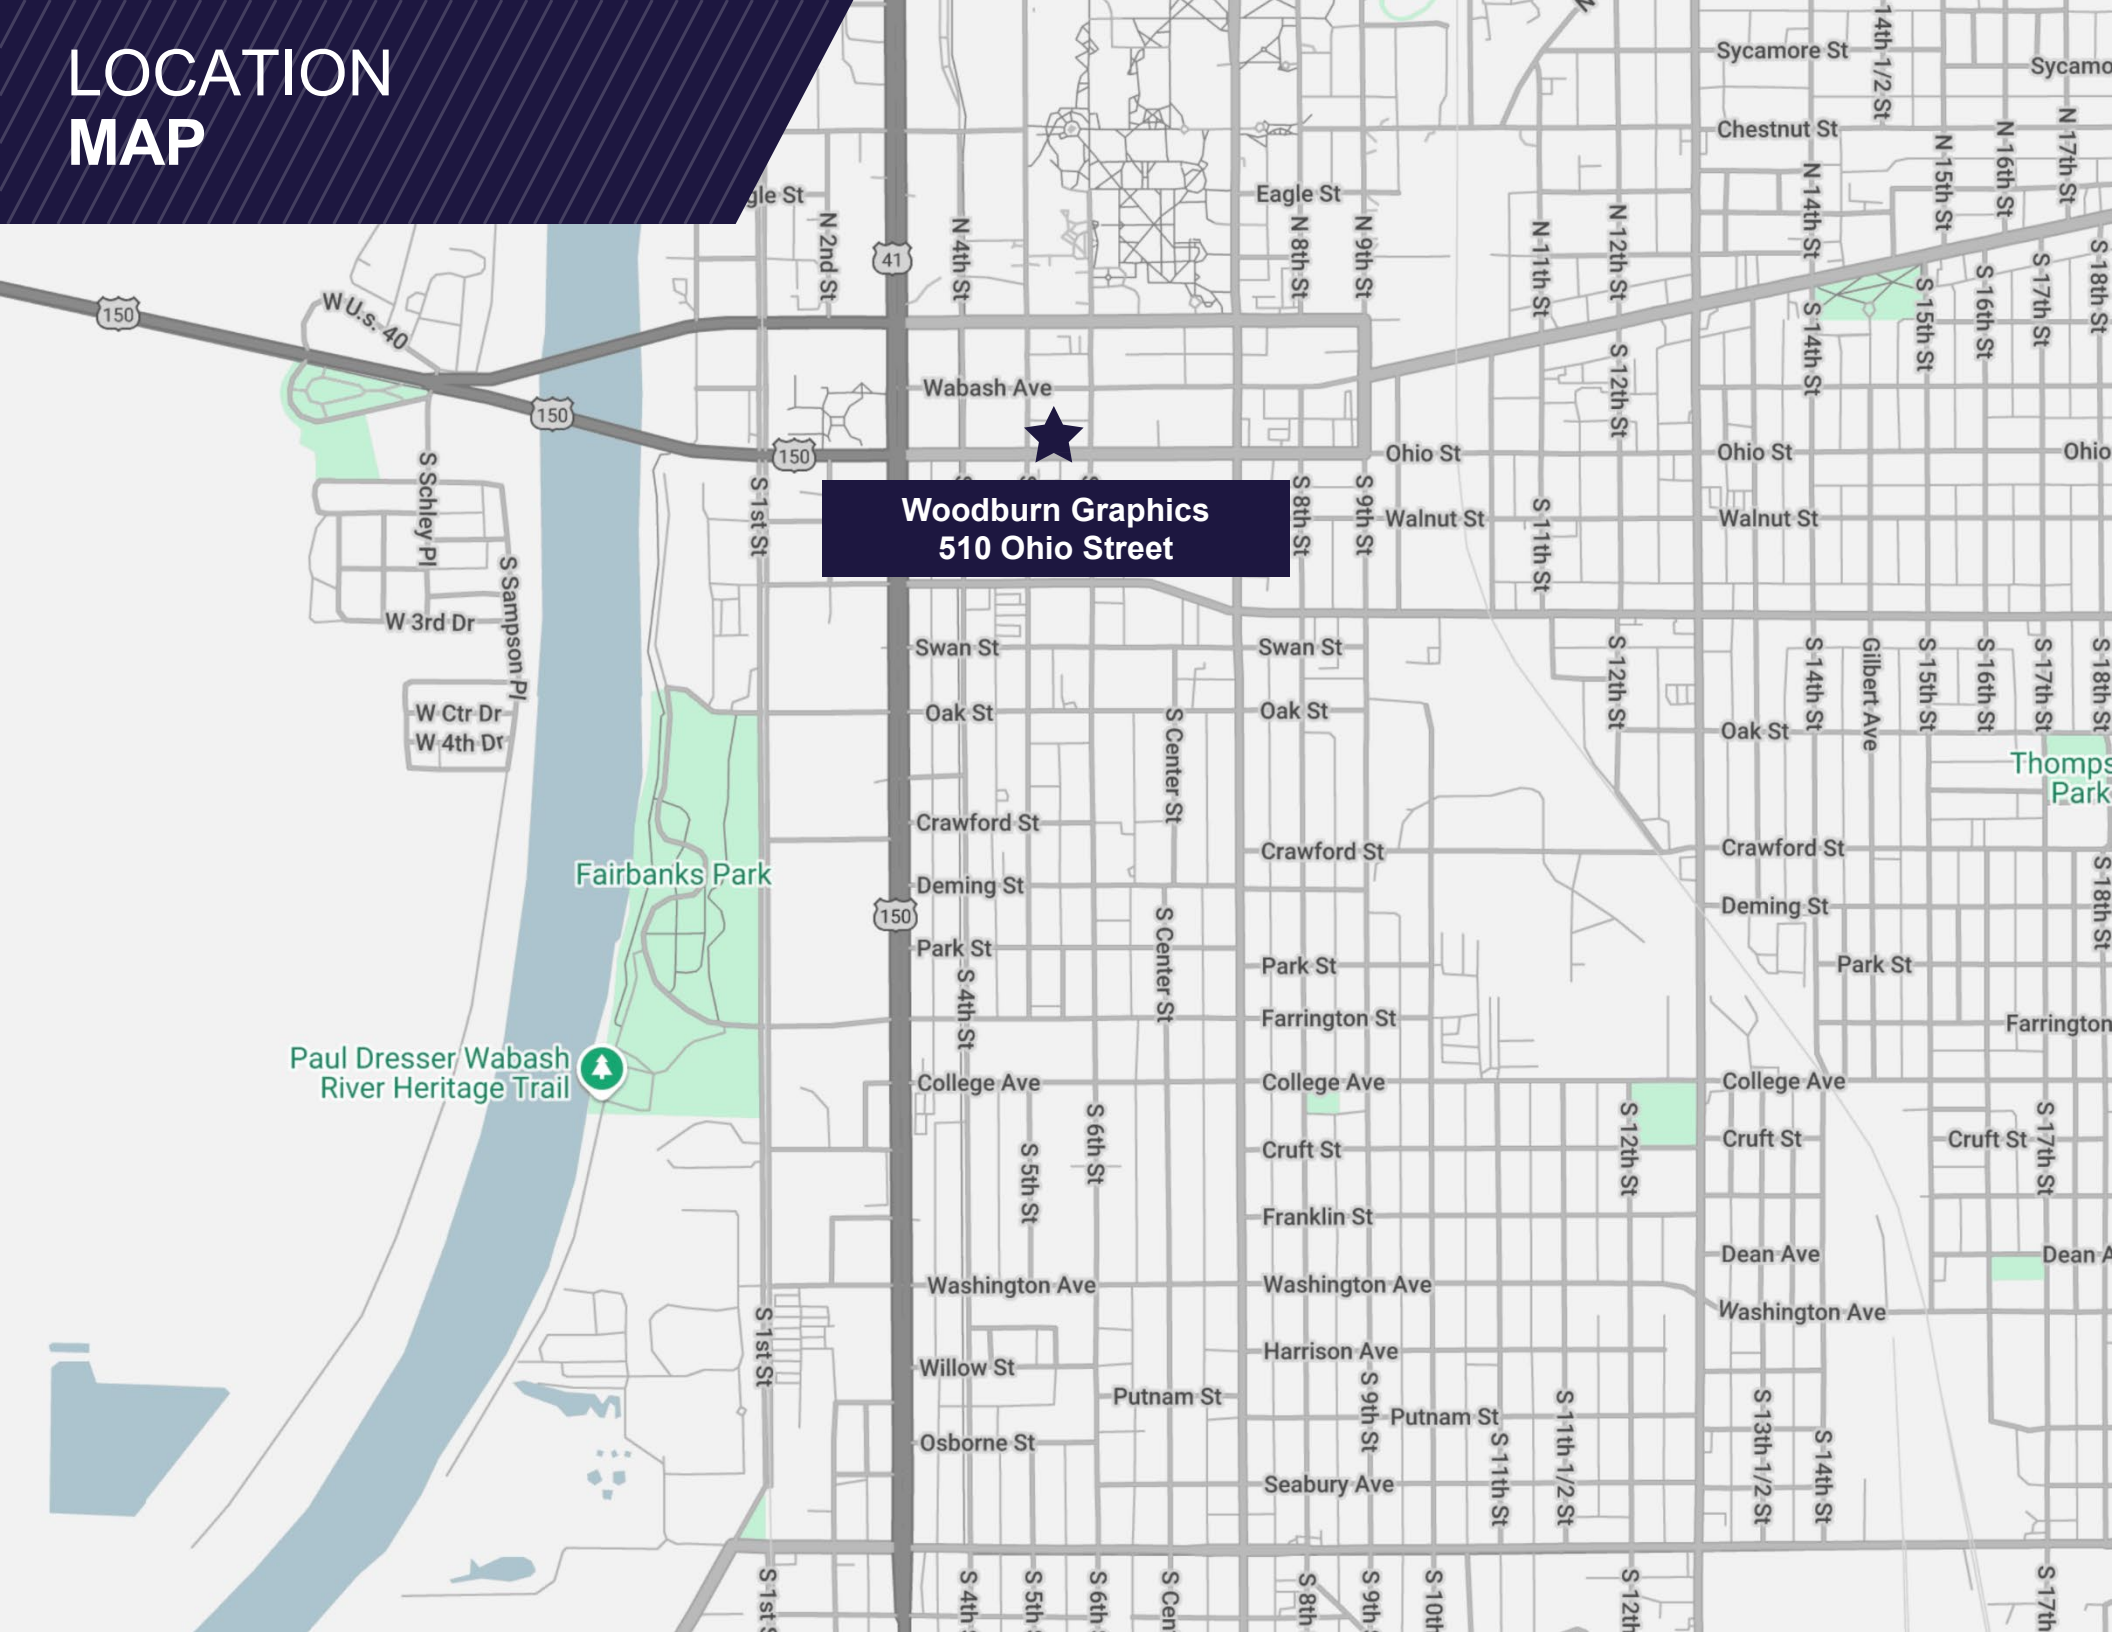 LOCATION
MAP
Sycamore St
14th 1/2 St
Sycamo
Chestnut St
N 14th St
N 15th St
N 16th St
N 17th St
gle St
N 2nd St
41
N 4th St
Eagle St
N 8th St
N 9th St
N 11th St
N 12th St
S 14th St
S 15th St
S 16th St
S 17th St
S 18th St
150
W U.s. 40
Wabash Ave
S 12th St
150
150
Ohio St
Ohio St
Ohio
S Schley Pl
S 1st St
Woodburn Graphics
510 Ohio Street
S 8th St
S 9th St
Walnut St
S 11th St
Walnut St
S Sampson Pl
W 3rd Dr
Swan St
Swan St
S 12th St
S 14th St
Gilbert Ave
S 15th St
S 16th St
S 17th St
S 18th St
W Ctr Dr
W 4th Dr
Oak St
S Center St
Oak St
Oak St
Thomps
Park
Crawford St
Crawford St
Crawford St
Fairbanks Park
Deming St
Deming St
S 18th St
150
Park St
S 4th St
S Center St
Park St
Park St
Farrington St
Farrington
Paul Dresser Wabash
River Heritage Trail
College Ave
College Ave
College Ave
S 5th St
S 6th St
Cruft St
S 12th St
Cruft St
Cruft St
S 17th St
Franklin St
Dean Ave
Dean A
Washington Ave
Washington Ave
Washington Ave
S 1st St
Willow St
Harrison Ave
Putnam St
S 9th St
Putnam St
S 11th St
S 11th 1/2 St
S 13th 1/2 St
S 14th St
Osborne St
Seabury Ave
S 1st S
S 4th S
S 5th S
S 6th S
S Cen
S 8th
S 9th
S 10th
S 12th
S 17th